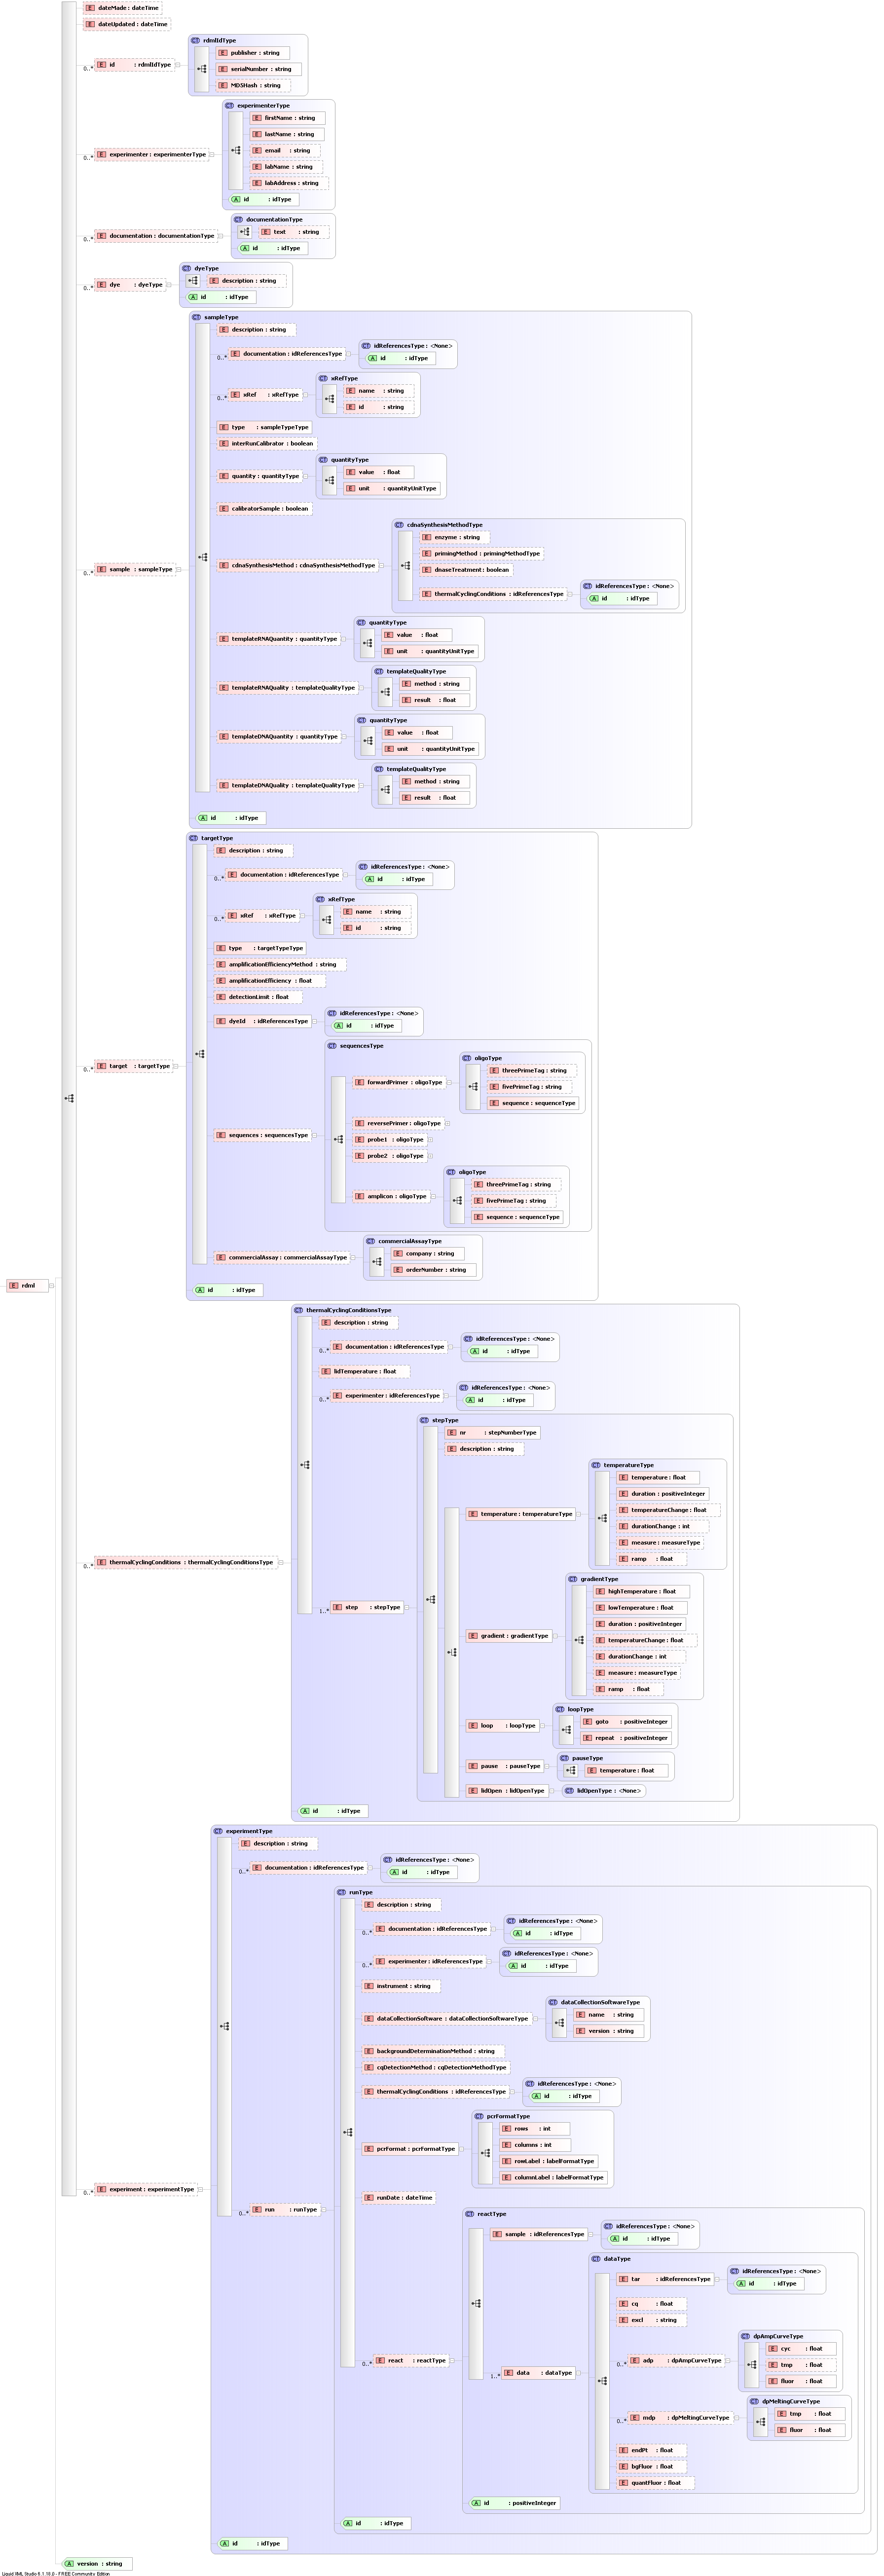 E dateMade : dateTime
E dateUpdated : dateTime
rdmlIdType
E publisher : string
0..* E id : rdmlIdType
E serialNumber : string
E MD5Hash : string
experimenterType
E firstName : string
E lastName : string
0..* E experimenter : experimenterType
E email : string
E labName : string
E labAddress : string
A id : idType
documentationType
0..* E documentation : documentationType
E text : string
A id : idType
dyeType
0..* E dye : dyeType
E description : string
A id : idType
sampleType
E description : string
0..* E documentation : idReferencesType
idReferencesType : <None>
A id : idType
xRefType
0..* E xRef : xRefType
E name : string
E id : string
E type : sampleTypeType
E interRunCalibrator : boolean
quantityType
E quantity : quantityType
E value : float
E unit : quantityUnitType
E calibratorSample : boolean
cdnaSynthesisMethodType
E enzyme : string
E primingMethod : primingMethodType
0..* E sample : sampleType
E cdnaSynthesisMethod : cdnaSynthesisMethodType
E dnaseTreatment : boolean
E thermalCyclingConditions : idReferencesType
idReferencesType : <None>
A id : idType
quantityType
E templateRNAQuantity : quantityType
E value : float
E unit : quantityUnitType
templateQualityType
E templateRNAQuality : templateQualityType
E method : string
E result : float
quantityType
E templateDNAQuantity : quantityType
E value : float
E unit : quantityUnitType
templateQualityType
E templateDNAQuality : templateQualityType
E method : string
E result : float
A id : idType
targetType
E description : string
0..* E documentation : idReferencesType
idReferencesType : <None>
A id : idType
xRefType
0..* E xRef : xRefType
E name : string
E id : string
E type : targetTypeType
E amplificationEfficiencyMethod : string
E amplificationEfficiency : float
E detectionLimit : float
E dyeId : idReferencesType
idReferencesType : <None>
A id : idType
sequencesType
oligoType
0..* E target : targetType
E forwardPrimer : oligoType
E threePrimeTag : string
E fivePrimeTag : string
E sequence : sequenceType
E reversePrimer : oligoType
E sequences : sequencesType
E probe1 : oligoType
E probe2 : oligoType
oligoType
E amplicon : oligoType
E threePrimeTag : string
E fivePrimeTag : string
E sequence : sequenceType
commercialAssayType
E commercialAssay : commercialAssayType
E company : string
E orderNumber : string
E rdml
A id : idType
thermalCyclingConditionsType
E description : string
0..* E documentation : idReferencesType
idReferencesType : <None>
A id : idType
E lidTemperature : float
0..* E experimenter : idReferencesType
idReferencesType : <None>
A id : idType
stepType
E nr : stepNumberType
E description : string
temperatureType
E temperature : temperatureType
E temperature : float
E duration : positiveInteger
E temperatureChange : float
E durationChange : int
E measure : measureType
E ramp : float
0..* E thermalCyclingConditions : thermalCyclingConditionsType
1..* E step : stepType
gradientType
E gradient : gradientType
E highTemperature : float
E lowTemperature : float
E duration : positiveInteger
E temperatureChange : float
E durationChange : int
E measure : measureType
E ramp : float
loopType
E loop : loopType
E goto : positiveInteger
E repeat : positiveInteger
pauseType
E pause : pauseType
E temperature : float
E lidOpen : lidOpenType
lidOpenType : <None>
A id : idType
experimentType
E description : string
0..* E documentation : idReferencesType
idReferencesType : <None>
A id : idType
runType
E description : string
0..* E documentation : idReferencesType
idReferencesType : <None>
A id : idType
0..* E experimenter : idReferencesType
idReferencesType : <None>
A id : idType
E instrument : string
dataCollectionSoftwareType
E dataCollectionSoftware : dataCollectionSoftwareType
E name : string
E version : string
E backgroundDeterminationMethod : string
E cqDetectionMethod : cqDetectionMethodType
E thermalCyclingConditions : idReferencesType
idReferencesType : <None>
A id : idType
pcrFormatType
E pcrFormat : pcrFormatType
E rows : int
E columns : int
E rowLabel : labelFormatType
E columnLabel : labelFormatType
0..* E experiment : experimentType
E runDate : dateTime
0..* E run : runType
reactType
E sample : idReferencesType
idReferencesType : <None>
A id : idType
dataType
E tar : idReferencesType
idReferencesType : <None>
A id : idType
E cq : float
E excl : string
dpAmpCurveType
0..* E react : reactType
1..* E data : dataType
0..* E adp : dpAmpCurveType
E cyc : float
E tmp : float
E fluor : float
dpMeltingCurveType
0..* E mdp : dpMeltingCurveType
E tmp : float
E fluor : float
E endPt : float
E bgFluor : float
E quantFluor : float
A id : positiveInteger
A id : idType
A id : idType
A version : string
Liquid XML Studio 6.1.18.0 - FREE Community Edition